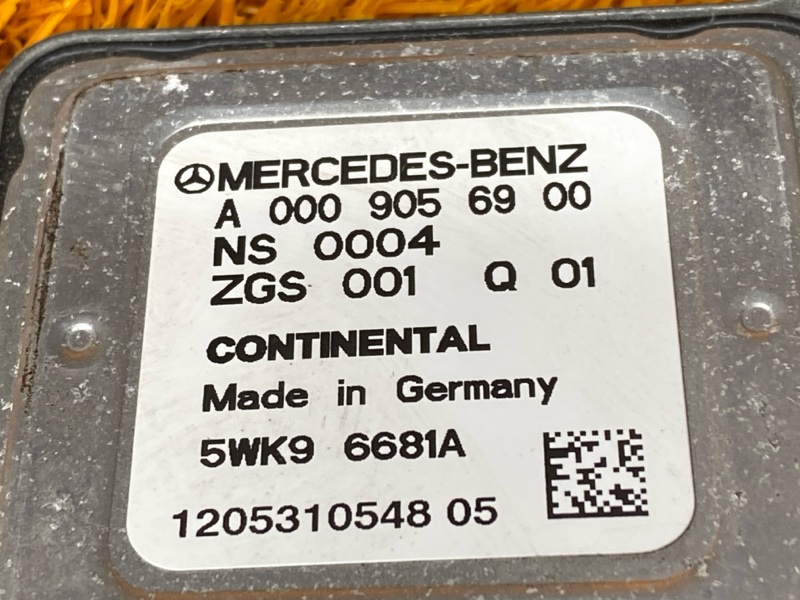 MERCEDES-BENZ
A 000 905 69 00
NS 0004
ZGS 001 Q 01
CONTINENTAL
Made in Germany
5WK9 6681A
1205310548 05